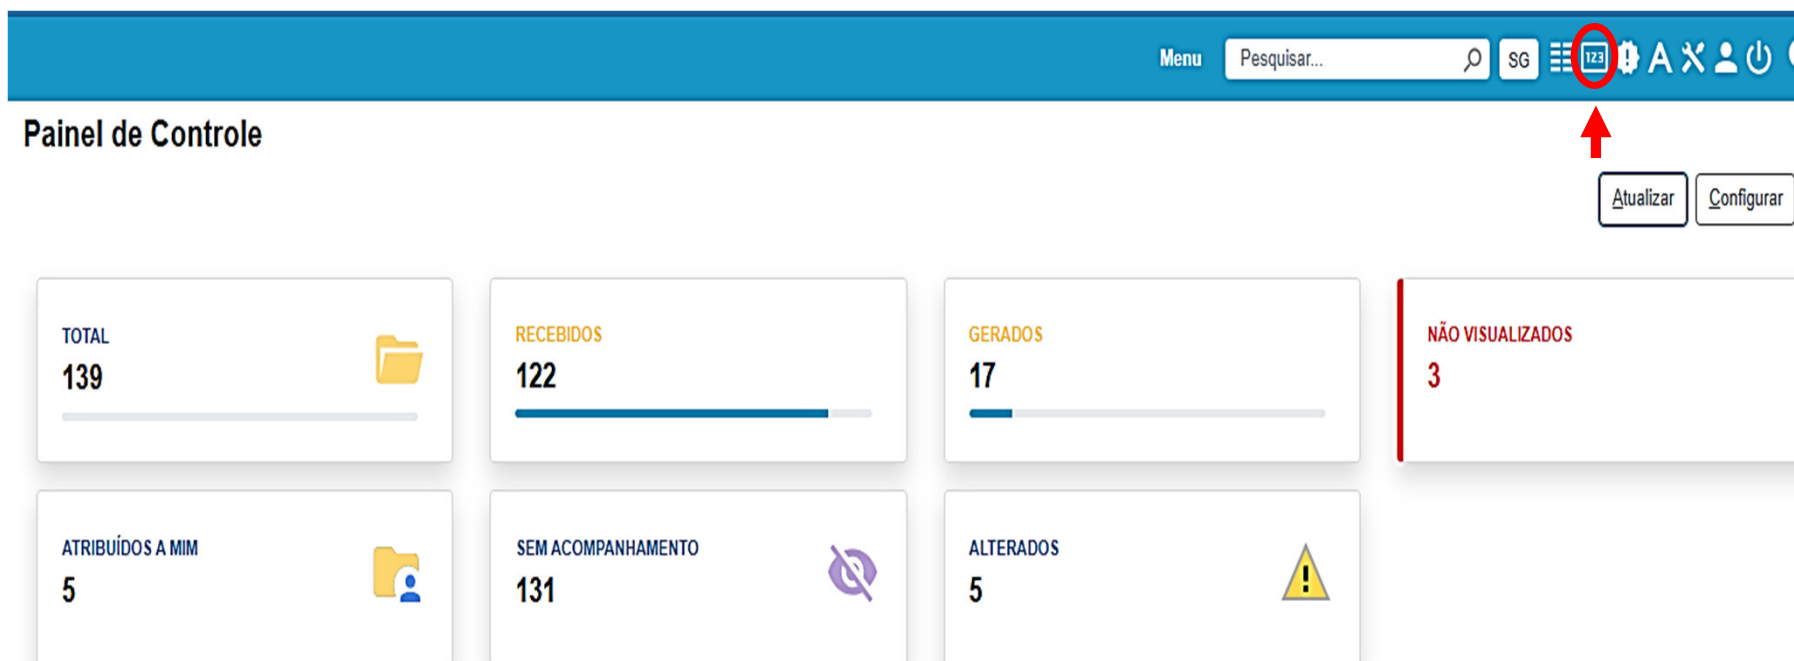 Menu Pesquisar... SG 123 A
Painel de Controle
Atualizar Configurar
TOTAL
139
RECEBIDOS
122
GERADOS
17
NÃO VISUALIZADOS
3
ATRIBUÍDOS A MIM
5
SEM ACOMPANHAMENTO
131
ALTERADOS
5